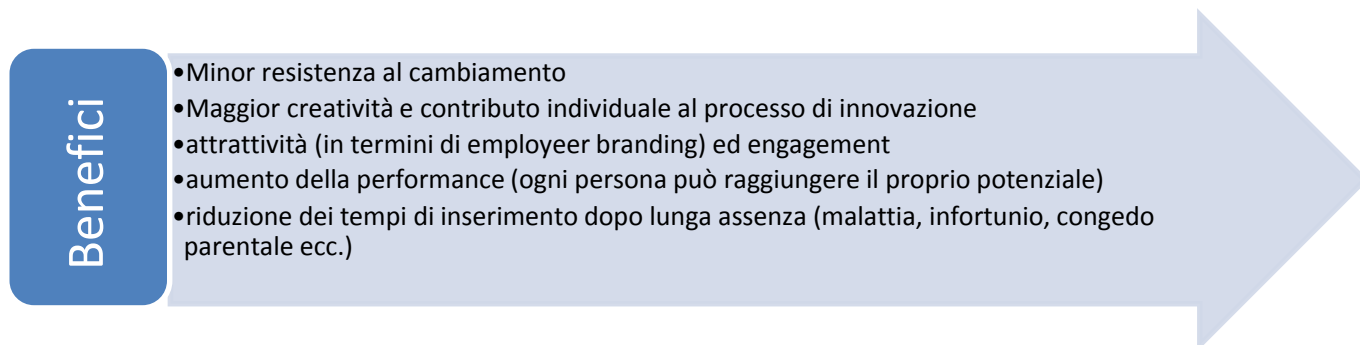 Benefici
•Minor resistenza al cambiamento
•Maggior creatività e contributo individuale al processo di innovazione
•attrattività (in termini di employeer branding) ed engagement
•aumento della performance (ogni persona può raggiungere il proprio potenziale)
•riduzione dei tempi di inserimento dopo lunga assenza (malattia, infortunio, congedo
parentale ecc.)